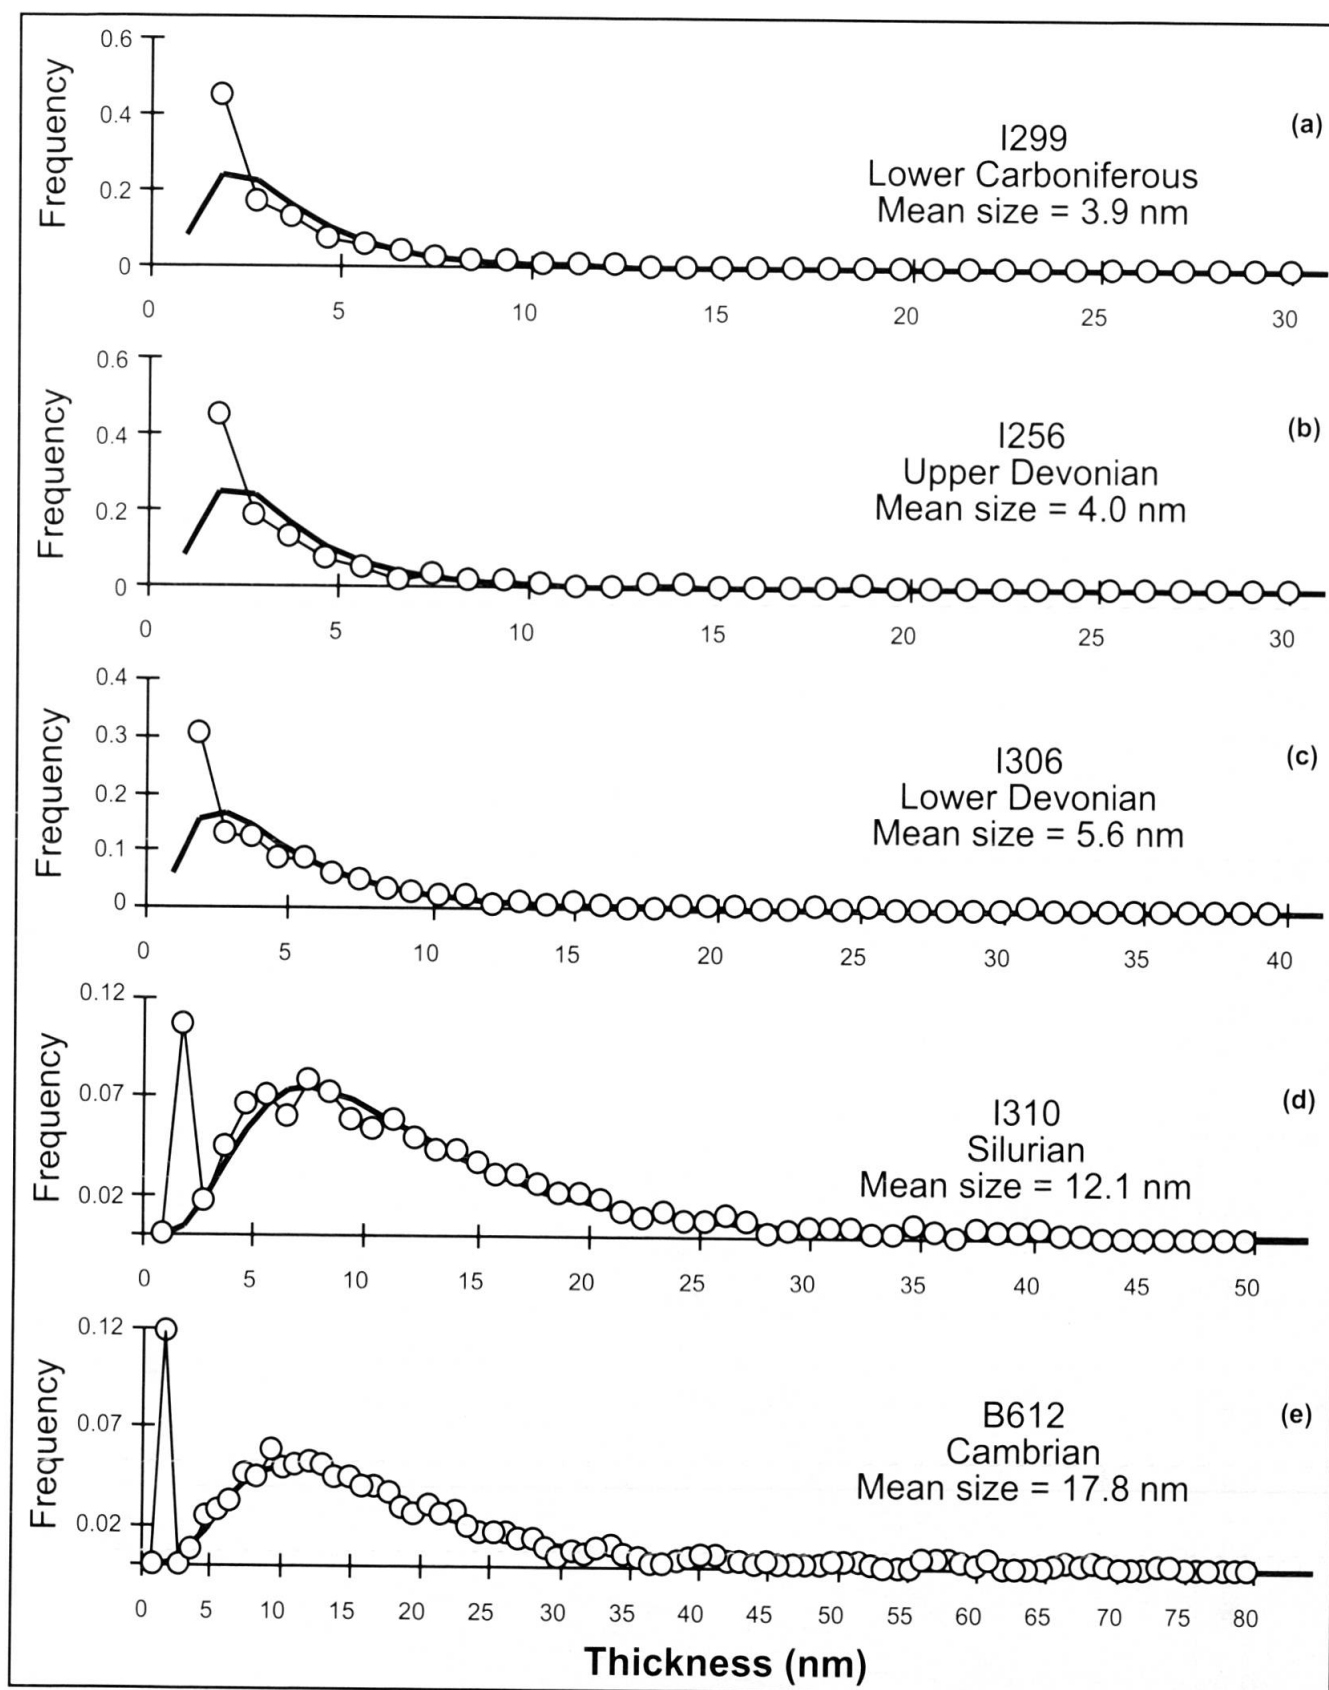 Frequency
0.6
0.4
0.2
0
0 5 10 15 20 25 30
I299
Lower Carboniferous
Mean size = 3.9 nm
(a)
Frequency
0.6
0.4
0.2
0
0 5 10 15 20 25 30
I256
Upper Devonian
Mean size = 4.0 nm
(b)
Frequency
0.4
0.3
0.2
0.1
0
0 5 10 15 20 25 30 35 40
I306
Lower Devonian
Mean size = 5.6 nm
(c)
Frequency
0.12
0.07
0.02
0 5 10 15 20 25 30 35 40 45 50
I310
Silurian
Mean size = 12.1 nm
(d)
Frequency
0.12
0.07
0.02
0 5 10 15 20 25 30 35 40 45 50 55 60 65 70 75 80
B612
Cambrian
Mean size = 17.8 nm
(e)
Thickness (nm)